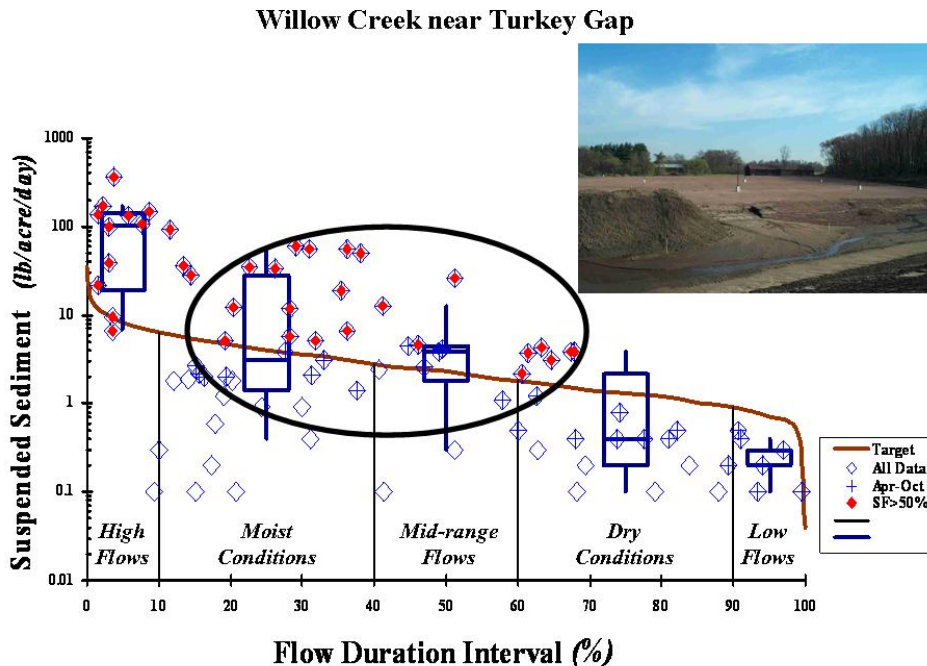 Willow Creek near Turkey Gap
Suspended Sediment (lb/acre/day)
1000
100
10
1
0.1
0.01
High
Flows
Moist
Conditions
Mid-range
Flows
Dry
Conditions
Low
Flows
Target
All Data
Apr-Oct
SF>50%
0 10 20 30 40 50 60 70 80 90 100
Flow Duration Interval (%)